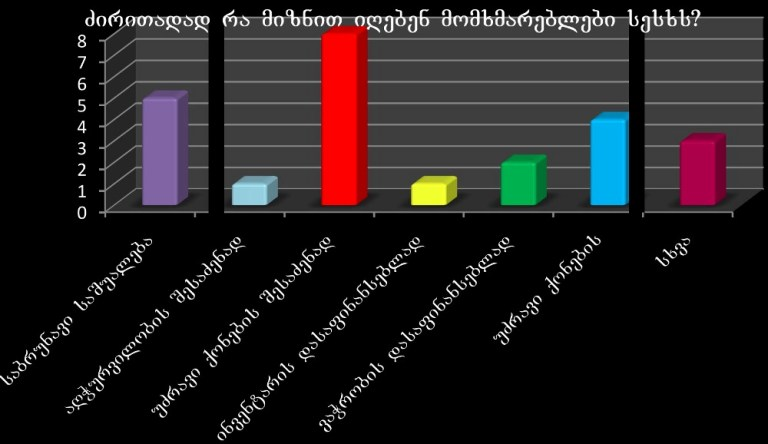 ძირითადად რა მიზნით იღებენ მომხმარებლები სესხს?
8
7
6
5
4
3
2
1
0
საბრუნავი საშუალება
აღჭურვილობის შესაძენად
უძრავი ქონების შესაძენად
ინვენტარის დასაფინანსებლად
ვაჭრობის დასაფინანსებლად
უძრავი ქონების
სხვა